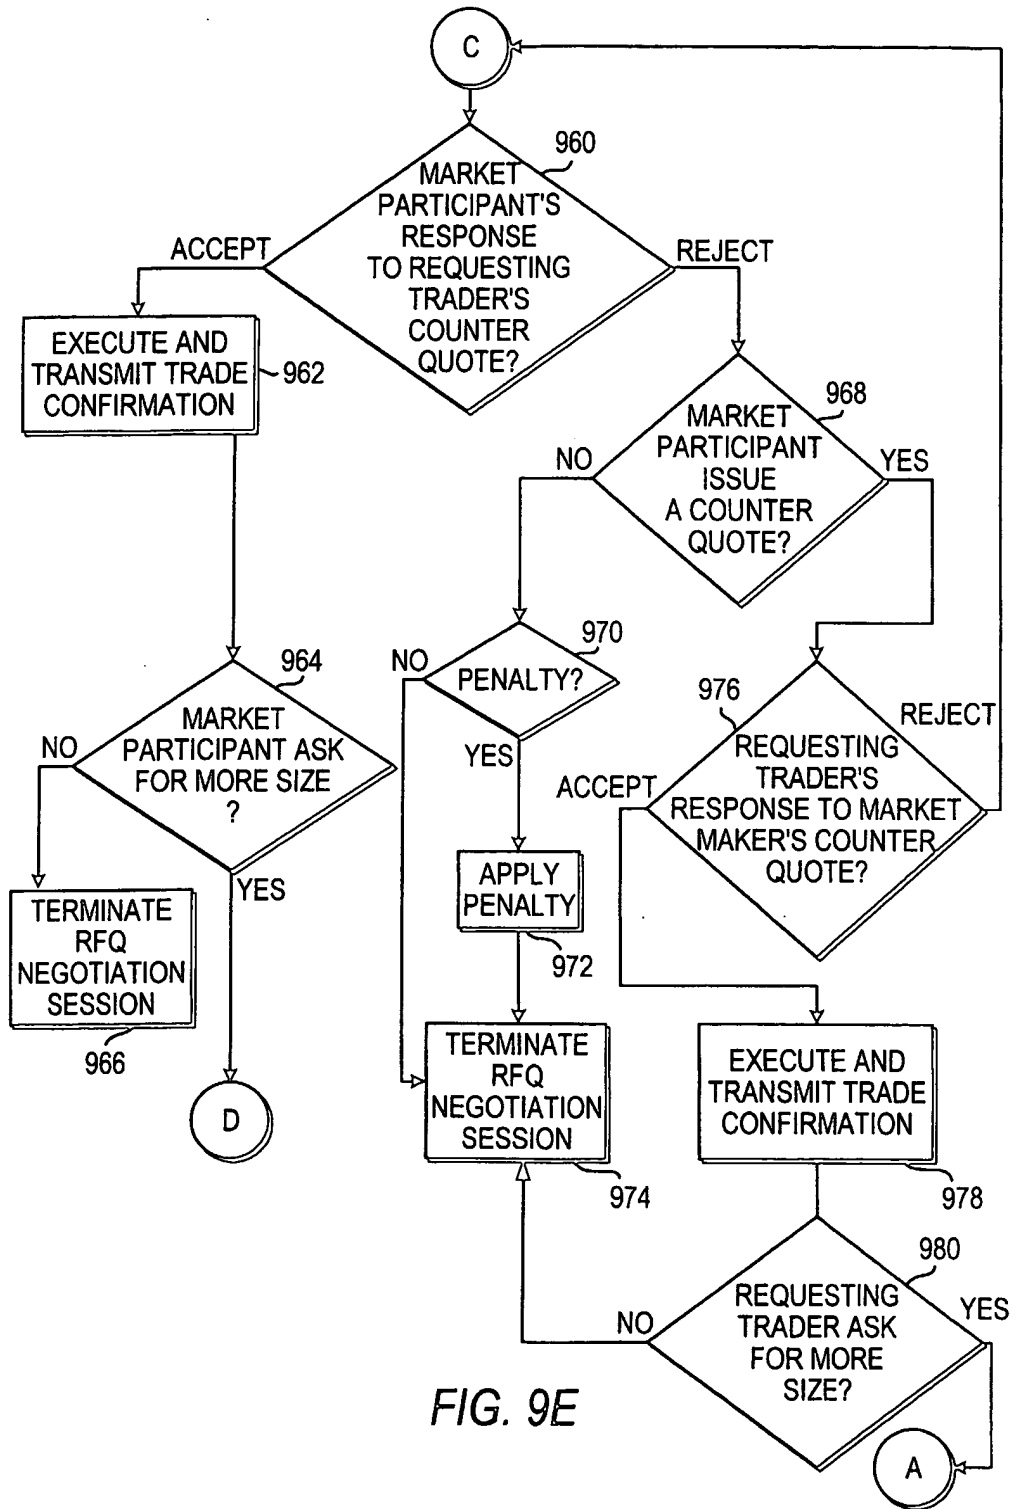 C
960
MARKET
PARTICIPANT'S
RESPONSE
TO REQUESTING
TRADER'S
COUNTER
QUOTE?
ACCEPT
REJECT
EXECUTE AND
TRANSMIT TRADE
CONFIRMATION
962
968
MARKET
PARTICIPANT
ISSUE
A COUNTER
QUOTE?
NO
YES
964
MARKET
PARTICIPANT ASK
FOR MORE SIZE
?
NO
YES
970
PENALTY?
NO
YES
976
REQUESTING
TRADER'S
RESPONSE TO MARKET
MAKER'S COUNTER
QUOTE?
ACCEPT
REJECT
TERMINATE
RFQ
NEGOTIATION
SESSION
966
APPLY
PENALTY
972
D
TERMINATE
RFQ
NEGOTIATION
SESSION
974
EXECUTE AND
TRANSMIT TRADE
CONFIRMATION
978
980
REQUESTING
TRADER ASK
FOR MORE
SIZE?
NO
YES
A
FIG. 9E